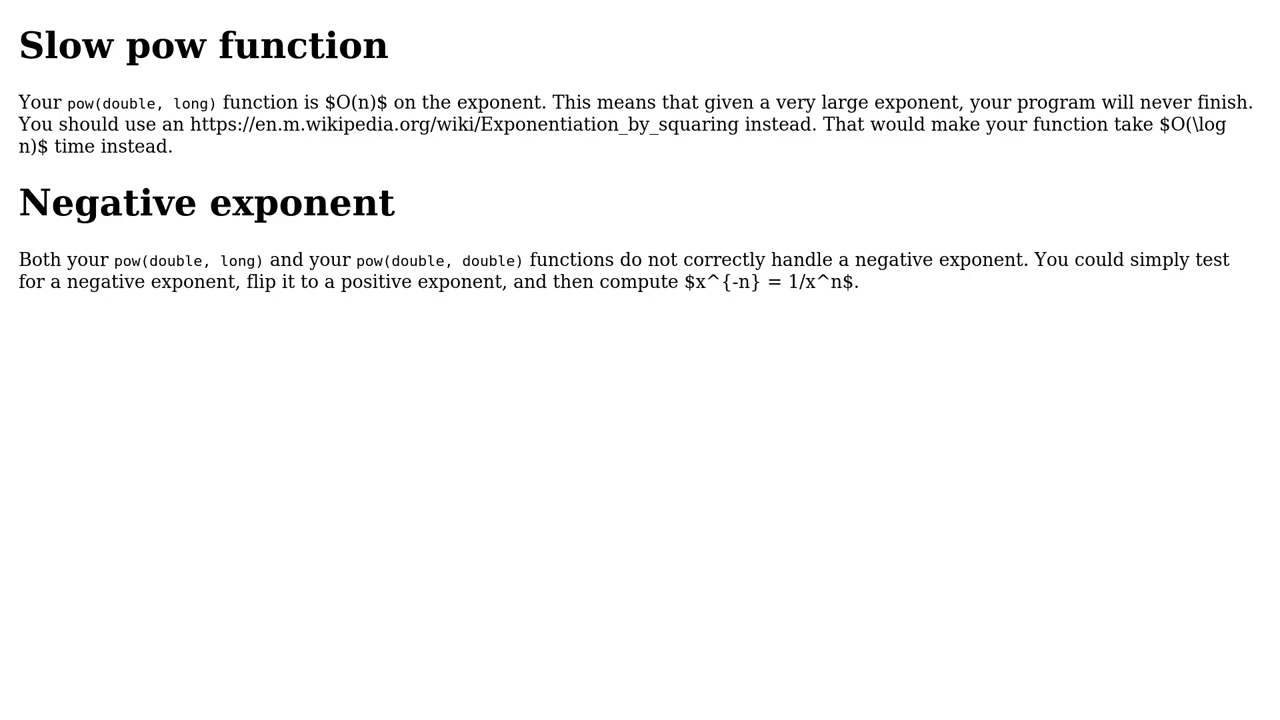 Slow pow function
Your pow(double, long) function is $O(n)$ on the exponent. This means that given a very large exponent, your program will never finish.
You should use an https://en.m.wikipedia.org/wiki/Exponentiation_by_squaring instead. That would make your function take $O(\log
n)$ time instead.
Negative exponent
Both your pow(double, long) and your pow(double, double) functions do not correctly handle a negative exponent. You could simply test
for a negative exponent, flip it to a positive exponent, and then compute $x^{-n} = 1/x^n$.